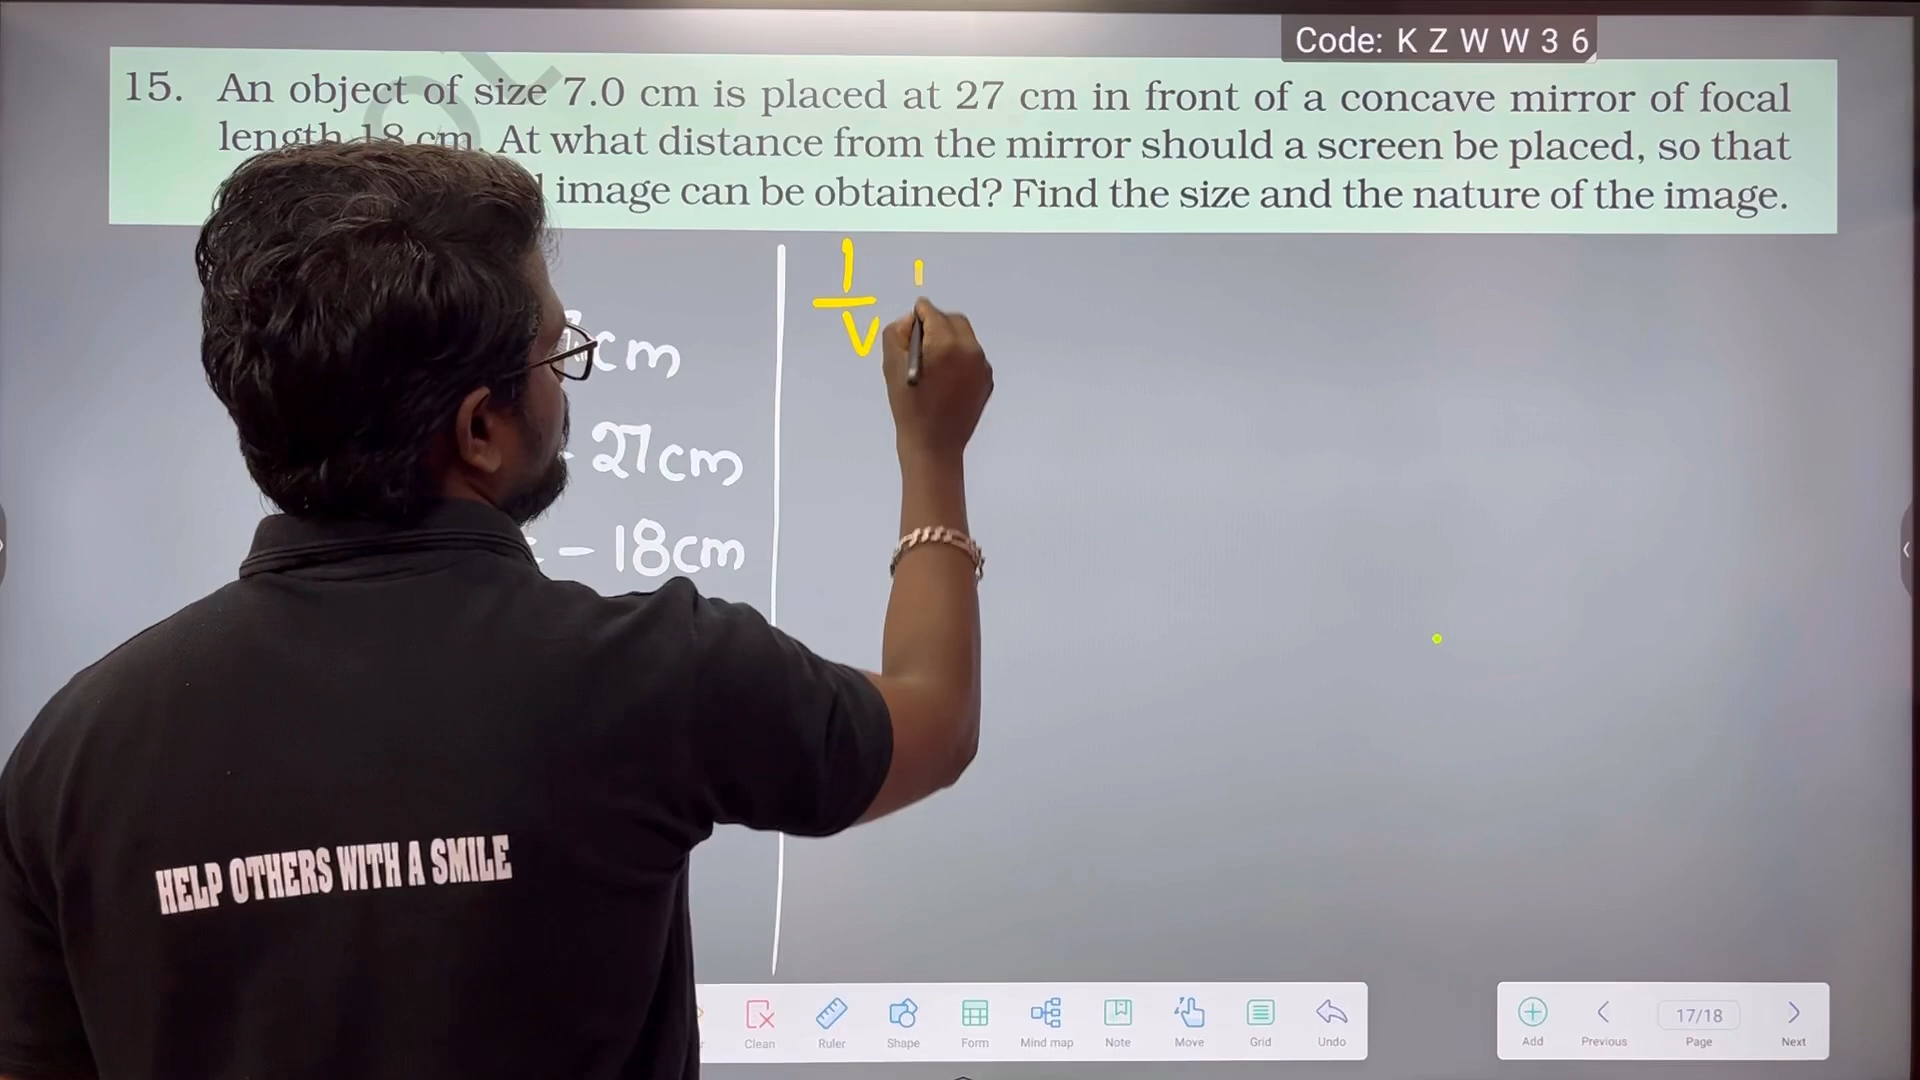 Code: K Z W W 3 6
15. An object of size 7.0 cm is placed at 27 cm in front of a concave mirror of focal
length 18 cm. At what distance from the mirror should a screen be placed, so that
image can be obtained? Find the size and the nature of the image.
1
V
cm
- 27cm
= - 18cm
HELP OTHERS WITH A SMILE
Clean Ruler Shape Form Mind map Note Move Grid Undo
Add Previous 17/18 Page Next